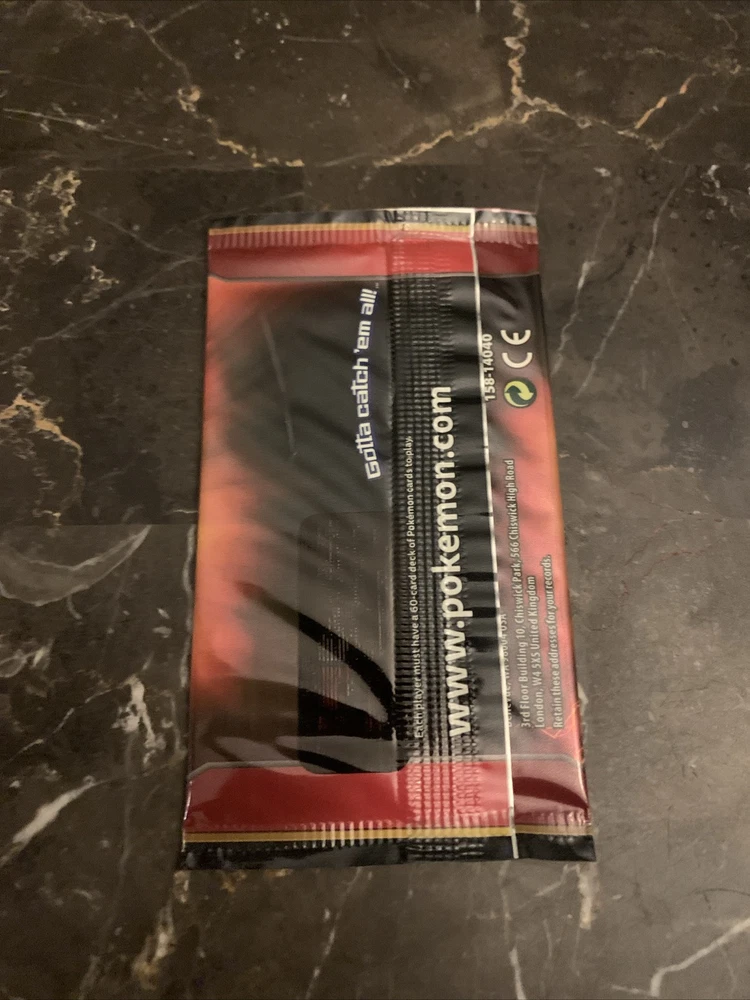 Gotta catch 'em all!
Each player must have a 60-card deck of Pokémon cards to play.
www.pokemon.com
158-14040
CE
3rd Floor Building 10, Chiswick Park, 566 Chiswick High Road
London, W4 5XS United Kingdom
Retain these addresses for your records.